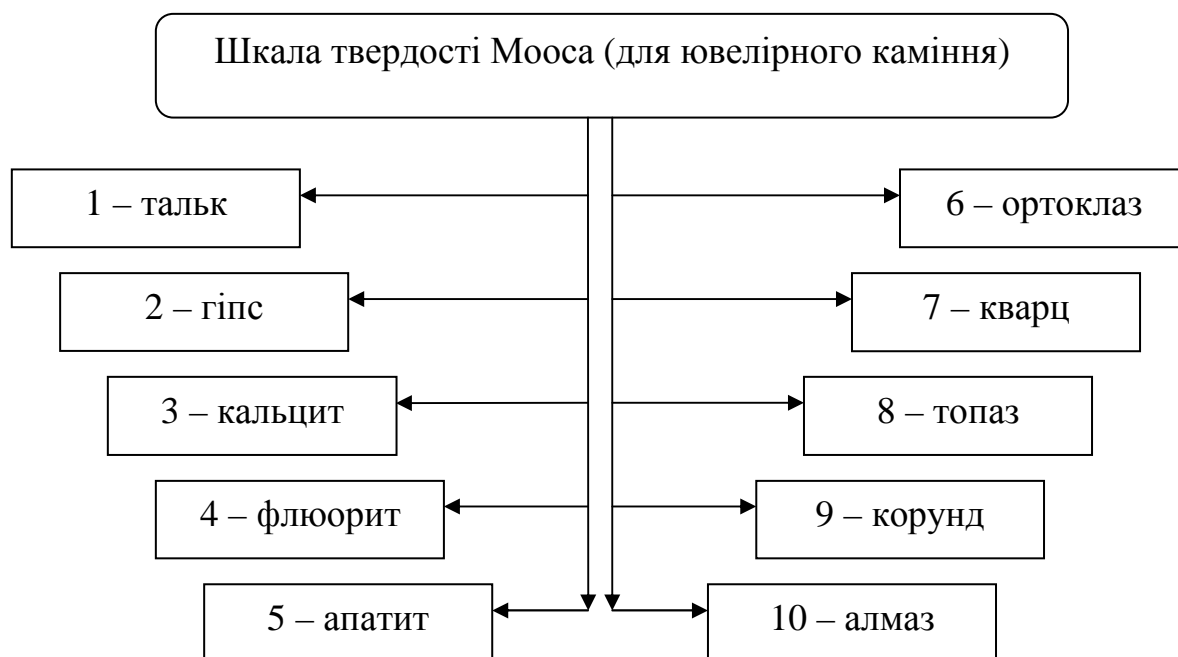 Шкала твердості Мооса (для ювелірного каміння)
1 – тальк
6 – ортоклаз
2 – гіпс
7 – кварц
3 – кальцит
8 – топаз
4 – флюорит
9 – корунд
5 – апатит
10 – алмаз